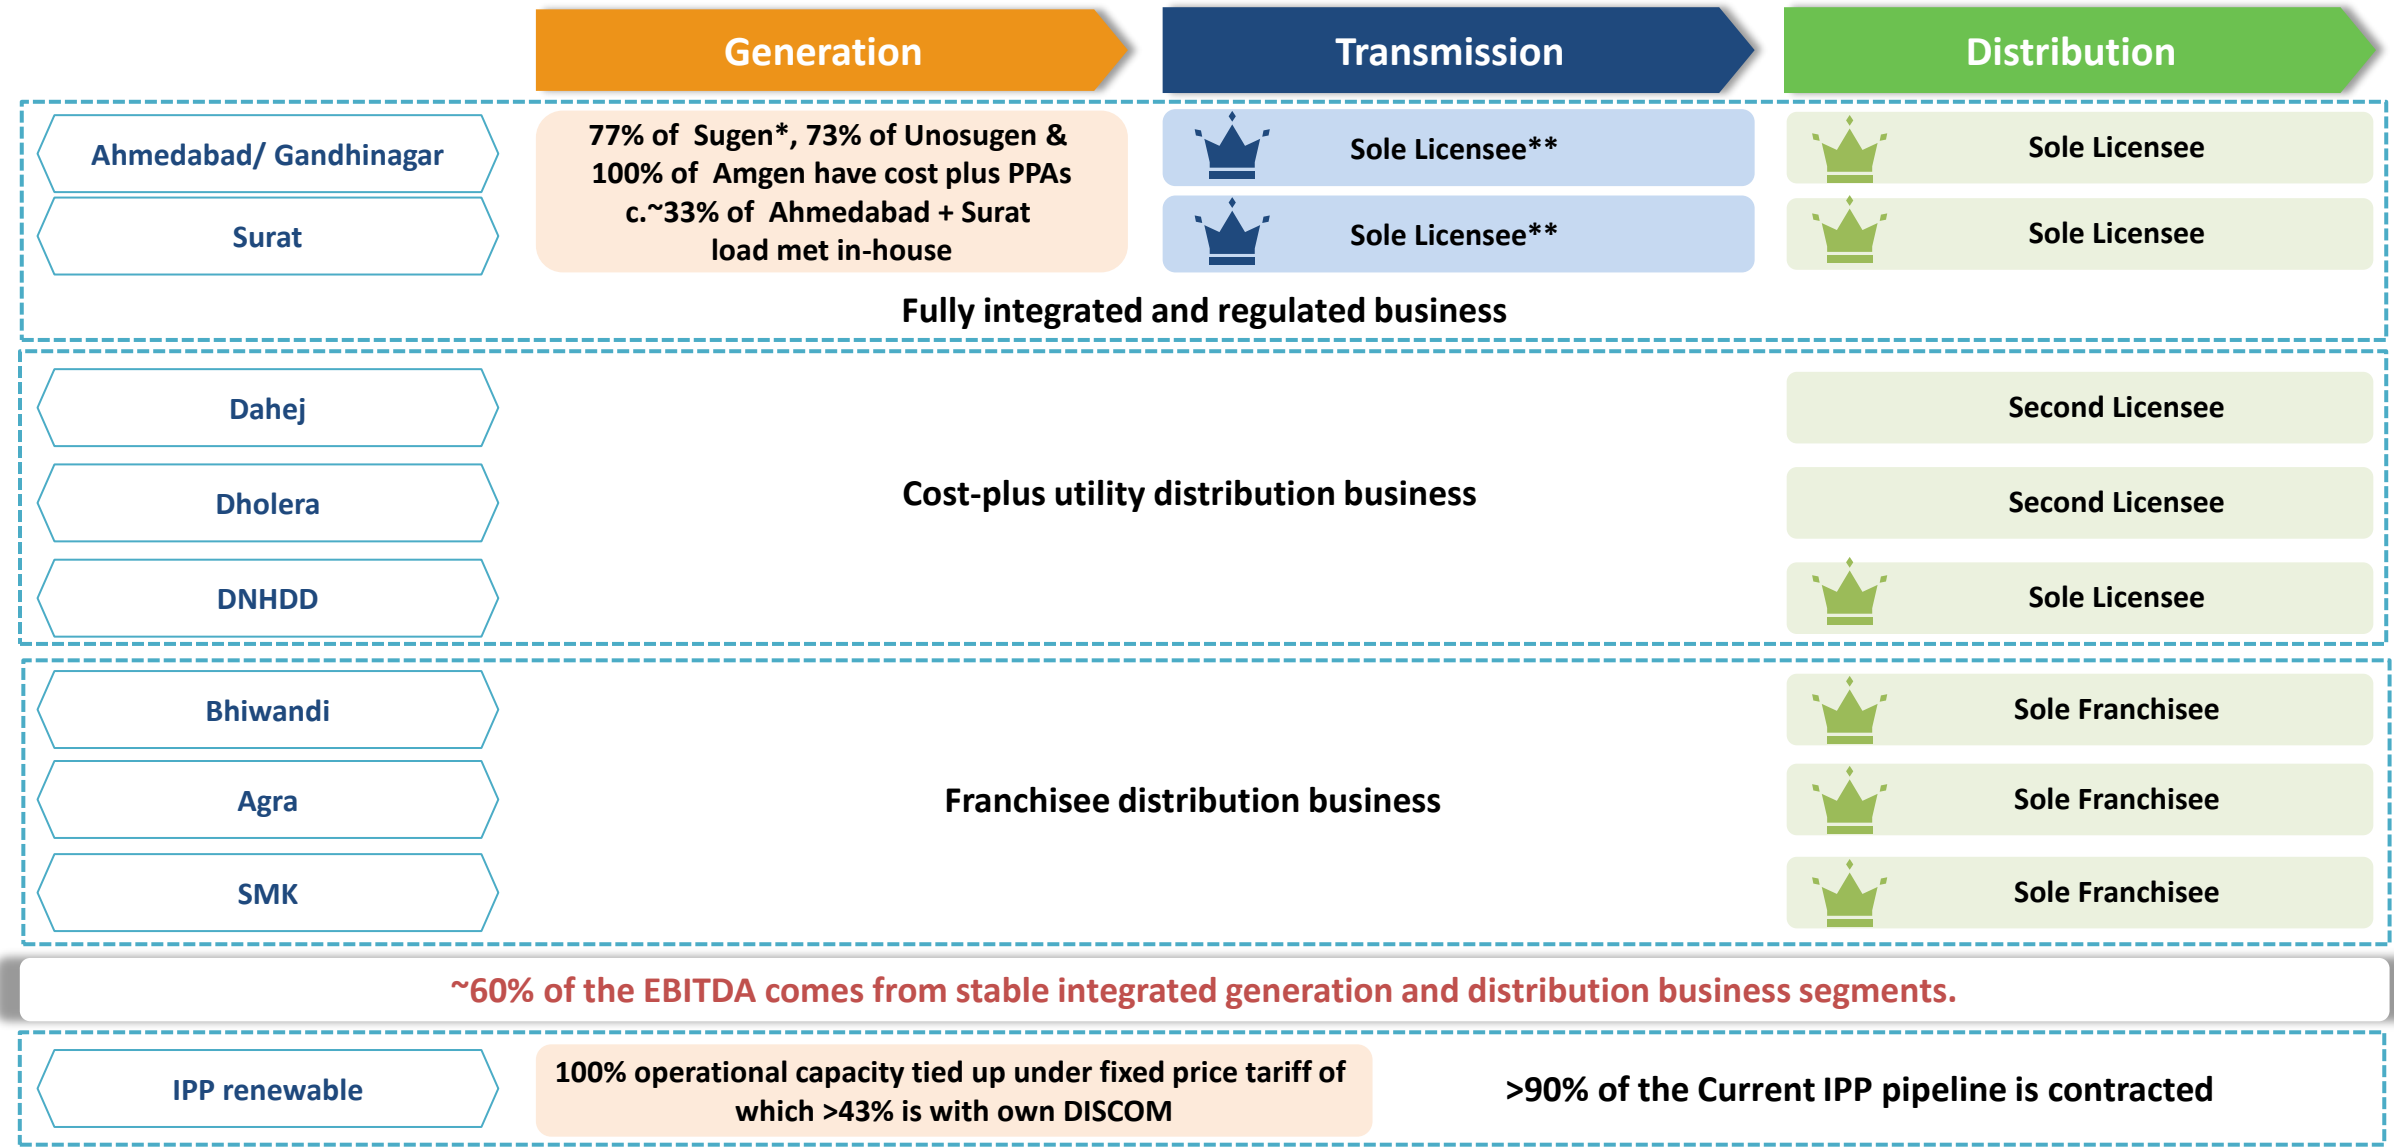 Generation
Transmission
Distribution
Ahmedabad/ Gandhinagar
77% of Sugen*, 73% of Unosugen &
100% of Amgen have cost plus PPAs
c.~33% of Ahmedabad + Surat
load met in-house
Sole Licensee**
Sole Licensee
Surat
Sole Licensee**
Sole Licensee
Fully integrated and regulated business
Dahej
Second Licensee
Dholera
Cost-plus utility distribution business
Second Licensee
DNHDD
Sole Licensee
Bhiwandi
Sole Franchisee
Agra
Franchisee distribution business
Sole Franchisee
SMK
Sole Franchisee
~60% of the EBITDA comes from stable integrated generation and distribution business segments.
IPP renewable
100% operational capacity tied up under fixed price tariff of
which >43% is with own DISCOM
>90% of the Current IPP pipeline is contracted